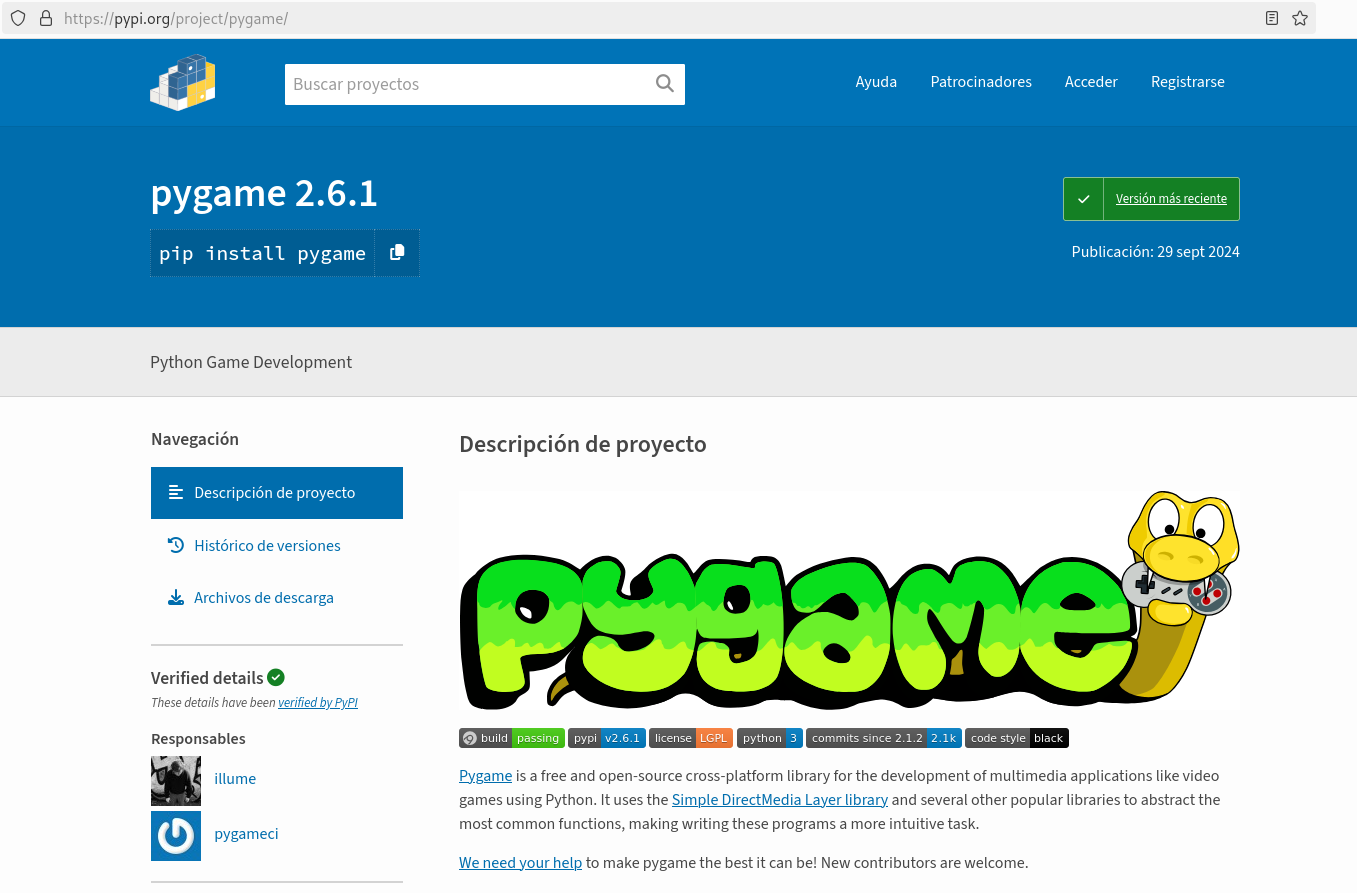 https://pypi.org/project/pygame/
Buscar proyectos
Ayuda
Patrocinadores
Acceder
Registrarse
pygame 2.6.1
pip install pygame
Versión más reciente
Publicación: 29 sept 2024
Python Game Development
Navegación
Descripción de proyecto
Histórico de versiones
Archivos de descarga
Verified details
These details have been verified by PyPI
Responsables
illume
pygameci
Descripción de proyecto
pygame
build passing
pypi v2.6.1
license LGPL
python 3
commits since 2.1.2 2.1k
code style black
Pygame is a free and open-source cross-platform library for the development of multimedia applications like video
games using Python. It uses the Simple DirectMedia Layer library and several other popular libraries to abstract the
most common functions, making writing these programs a more intuitive task.
We need your help to make pygame the best it can be! New contributors are welcome.